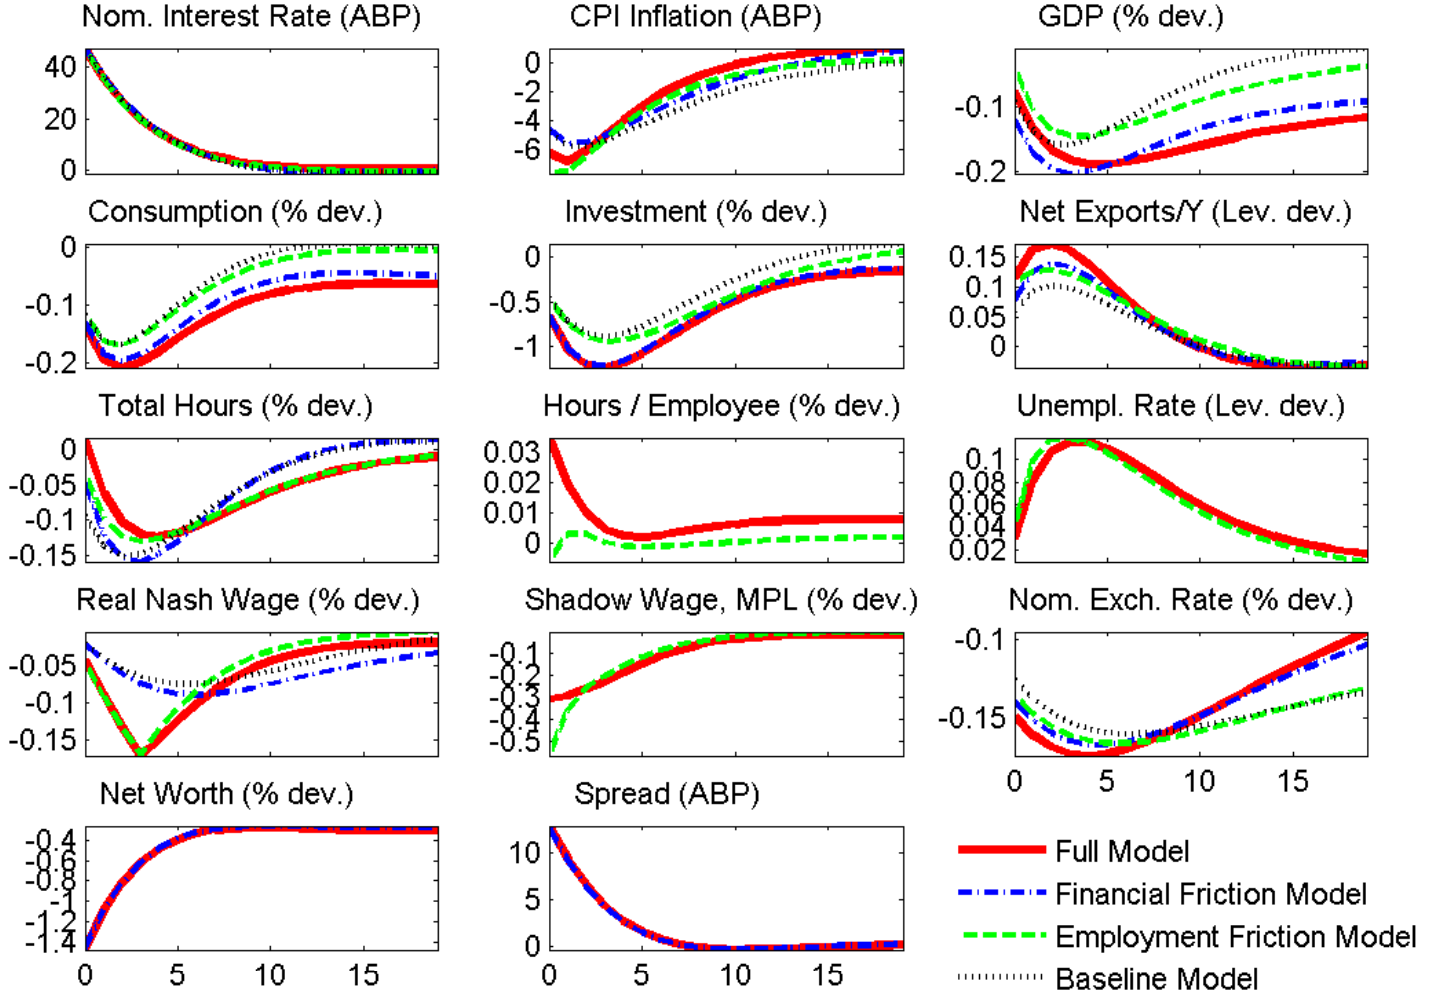 Nom. Interest Rate (ABP)
40
20
0
CPI Inflation (ABP)
0
-2
-4
-6
GDP (% dev.)
-0.1
-0.2
Consumption (% dev.)
0
-0.1
-0.2
Investment (% dev.)
0
-0.5
-1
Net Exports/Y (Lev. dev.)
0.15
0.1
0.05
0
Total Hours (% dev.)
0
-0.05
-0.1
-0.15
Hours / Employee (% dev.)
0.03
0.02
0.01
0
Unempl. Rate (Lev. dev.)
0.1
0.08
0.06
0.04
0.02
Real Nash Wage (% dev.)
-0.05
-0.1
-0.15
Shadow Wage, MPL (% dev.)
-0.1
-0.2
-0.3
-0.4
-0.5
Nom. Exch. Rate (% dev.)
-0.1
-0.15
0 5 10 15
Net Worth (% dev.)
-0.4
-0.6
-0.8
-1
-1.2
-1.4
0 5 10 15
Spread (ABP)
10
5
0
0 5 10 15
Full Model
Financial Friction Model
Employment Friction Model
Baseline Model